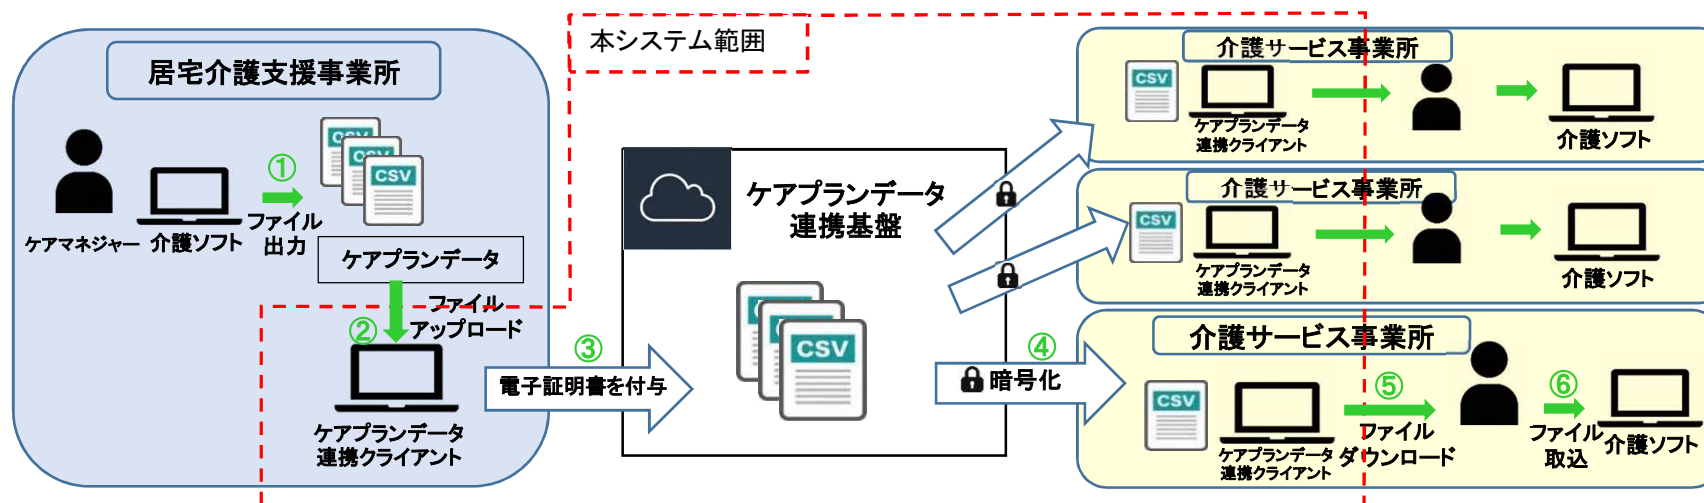 本システム範囲
居宅介護支援事業所
CSV
CSV
CSV
①
ファイル
出力
ケアマネジャー
介護ソフト
ケアプランデータ
②
ファイル
アップロード
ケアプランデータ
連携クライアント
③
電子証明書を付与
ケアプランデータ
連携基盤
CSV
CSV
CSV
④
暗号化
介護サービス事業所
CSV
ケアプランデータ
連携クライアント
介護ソフト
介護サービス事業所
CSV
ケアプランデータ
連携クライアント
介護ソフト
介護サービス事業所
CSV
ケアプランデータ
連携クライアント
⑤
ファイル
ダウンロード
⑥
ファイル
取込
介護ソフト